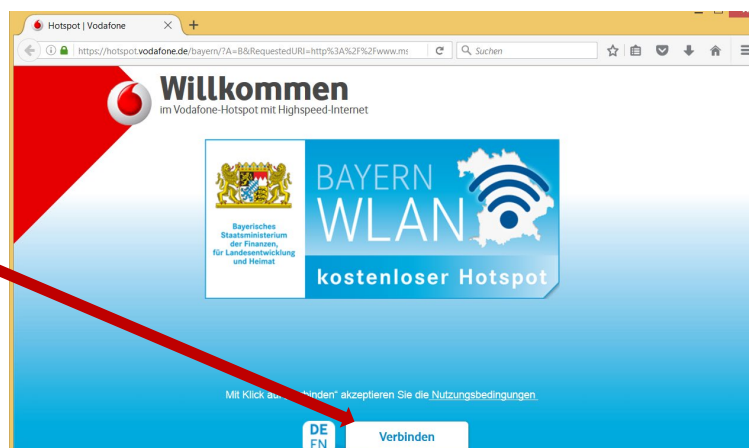 Hotspot | Vodafone
https://hotspot.vodafone.de/bayern/?A=B&RequestedURI=http%3A%2F%2Fwww.ms
Suchen
Willkommen
im Vodafone-Hotspot mit Highspeed-Internet
Bayerisches
Staatsministerium
der Finanzen,
für Landesentwicklung
und Heimat
BAYERN
WLAN
kostenloser Hotspot
Mit Klick auf binden" akzeptieren Sie die Nutzungsbedingungen
DE
EN
Verbinden